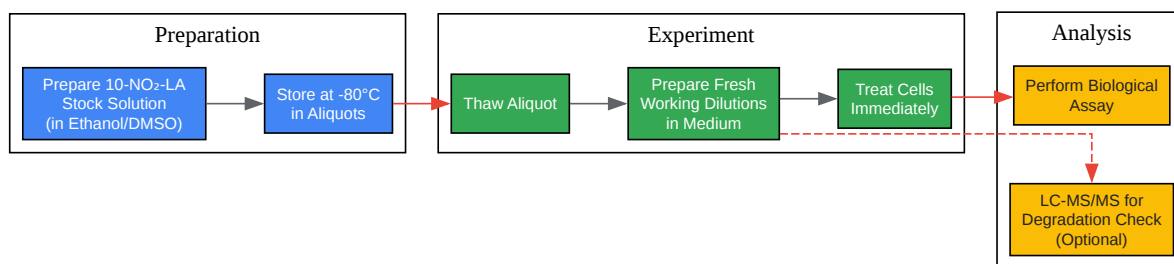 Preparation
Prepare 10-NO₂-LA
Stock Solution
(in Ethanol/DMSO)
Store at -80°C
in Aliquots
Experiment
Thaw Aliquot
Prepare Fresh
Working Dilutions
in Medium
Treat Cells
Immediately
Analysis
Perform Biological
Assay
LC-MS/MS for
Degradation Check
(Optional)